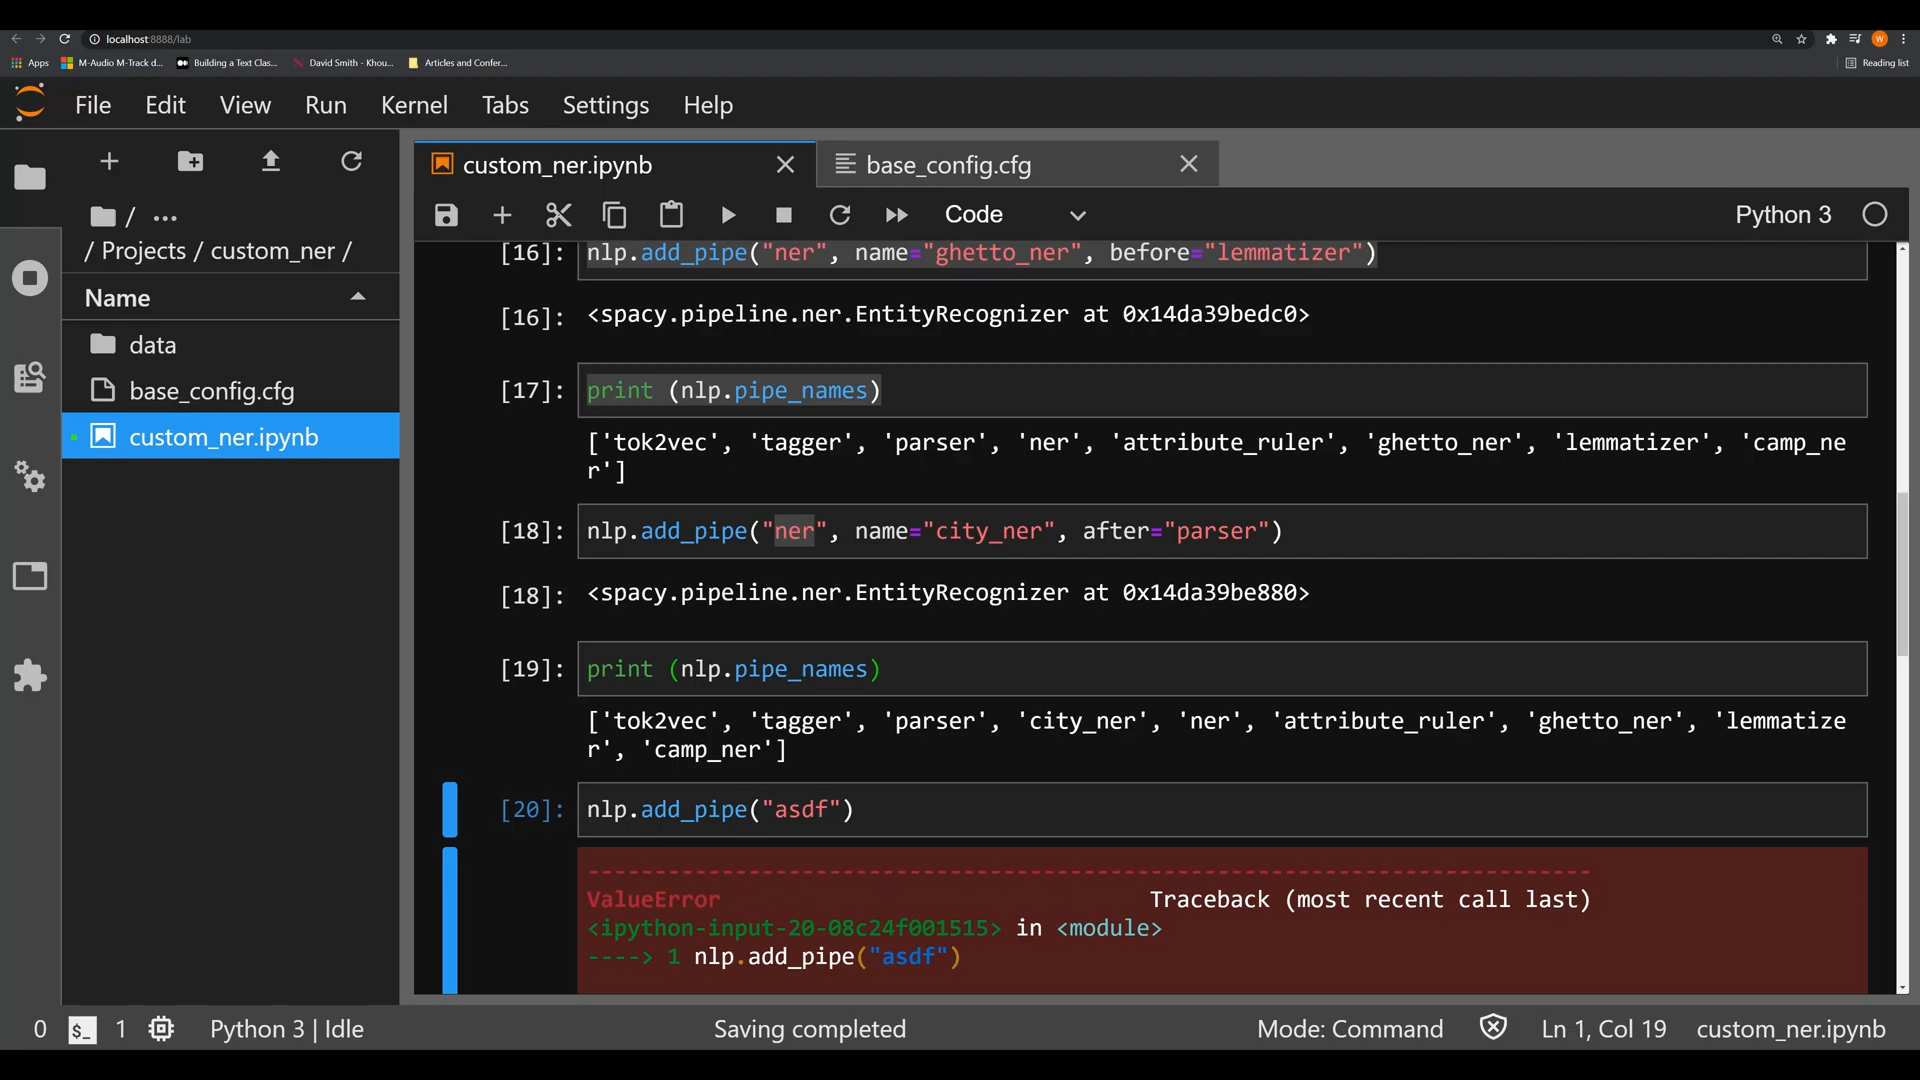 localhost:8888/lab
Apps M-Audio M-Track d... Building a Text Clas... David Smith - Khou... Articles and Confer... Reading list
W
File Edit View Run Kernel Tabs Settings Help
custom_ner.ipynb base_config.cfg
/ ...
/ Projects / custom_ner /
Name
data
base_config.cfg
custom_ner.ipynb
Code Python 3
[16]: nlp.add_pipe("ner", name="ghetto_ner", before="lemmatizer")
[16]: <spacy.pipeline.ner.EntityRecognizer at 0x14da39bedc0>
[17]: print (nlp.pipe_names)
['tok2vec', 'tagger', 'parser', 'ner', 'attribute_ruler', 'ghetto_ner', 'lemmatizer', 'camp_ne
r']
[18]: nlp.add_pipe("ner", name="city_ner", after="parser")
[18]: <spacy.pipeline.ner.EntityRecognizer at 0x14da39be880>
[19]: print (nlp.pipe_names)
['tok2vec', 'tagger', 'parser', 'city_ner', 'ner', 'attribute_ruler', 'ghetto_ner', 'lemmatize
r', 'camp_ner']
[20]: nlp.add_pipe("asdf")
---------------------------------------------------------------------------
ValueError Traceback (most recent call last)
<ipython-input-20-08c24f001515> in <module>
----> 1 nlp.add_pipe("asdf")
0 $_ 1 Python 3 | Idle Saving completed Mode: Command Ln 1, Col 19 custom_ner.ipynb